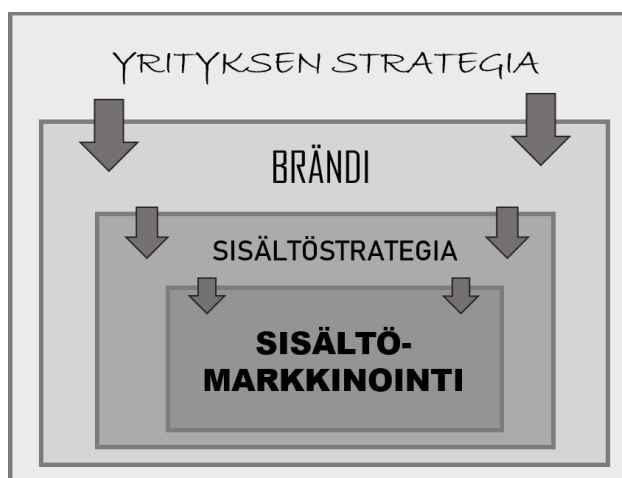 YRITYKSEN STRATEGIA
BRÄNDI
SISÄLTÖSTRATEGIA
SISÄLTÖ-
MARKKINOINTI